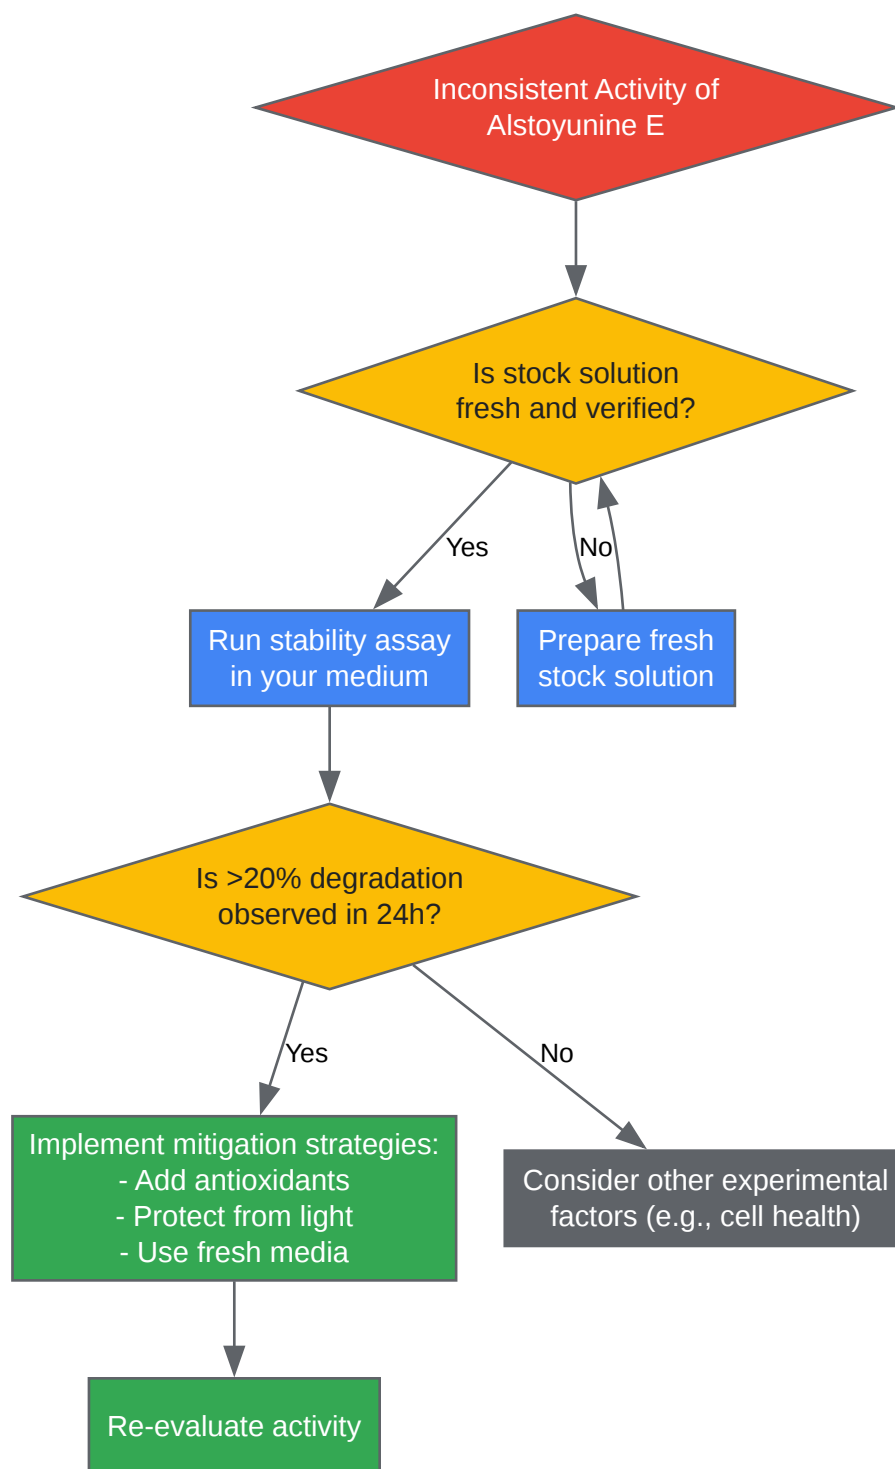 Inconsistent Activity of
Alstoyunine E
Is stock solution
fresh and verified?
Yes
No
Run stability assay
in your medium
Prepare fresh
stock solution
Is >20% degradation
observed in 24h?
Yes
No
Implement mitigation strategies:
- Add antioxidants
- Protect from light
- Use fresh media
Consider other experimental
factors (e.g., cell health)
Re-evaluate activity